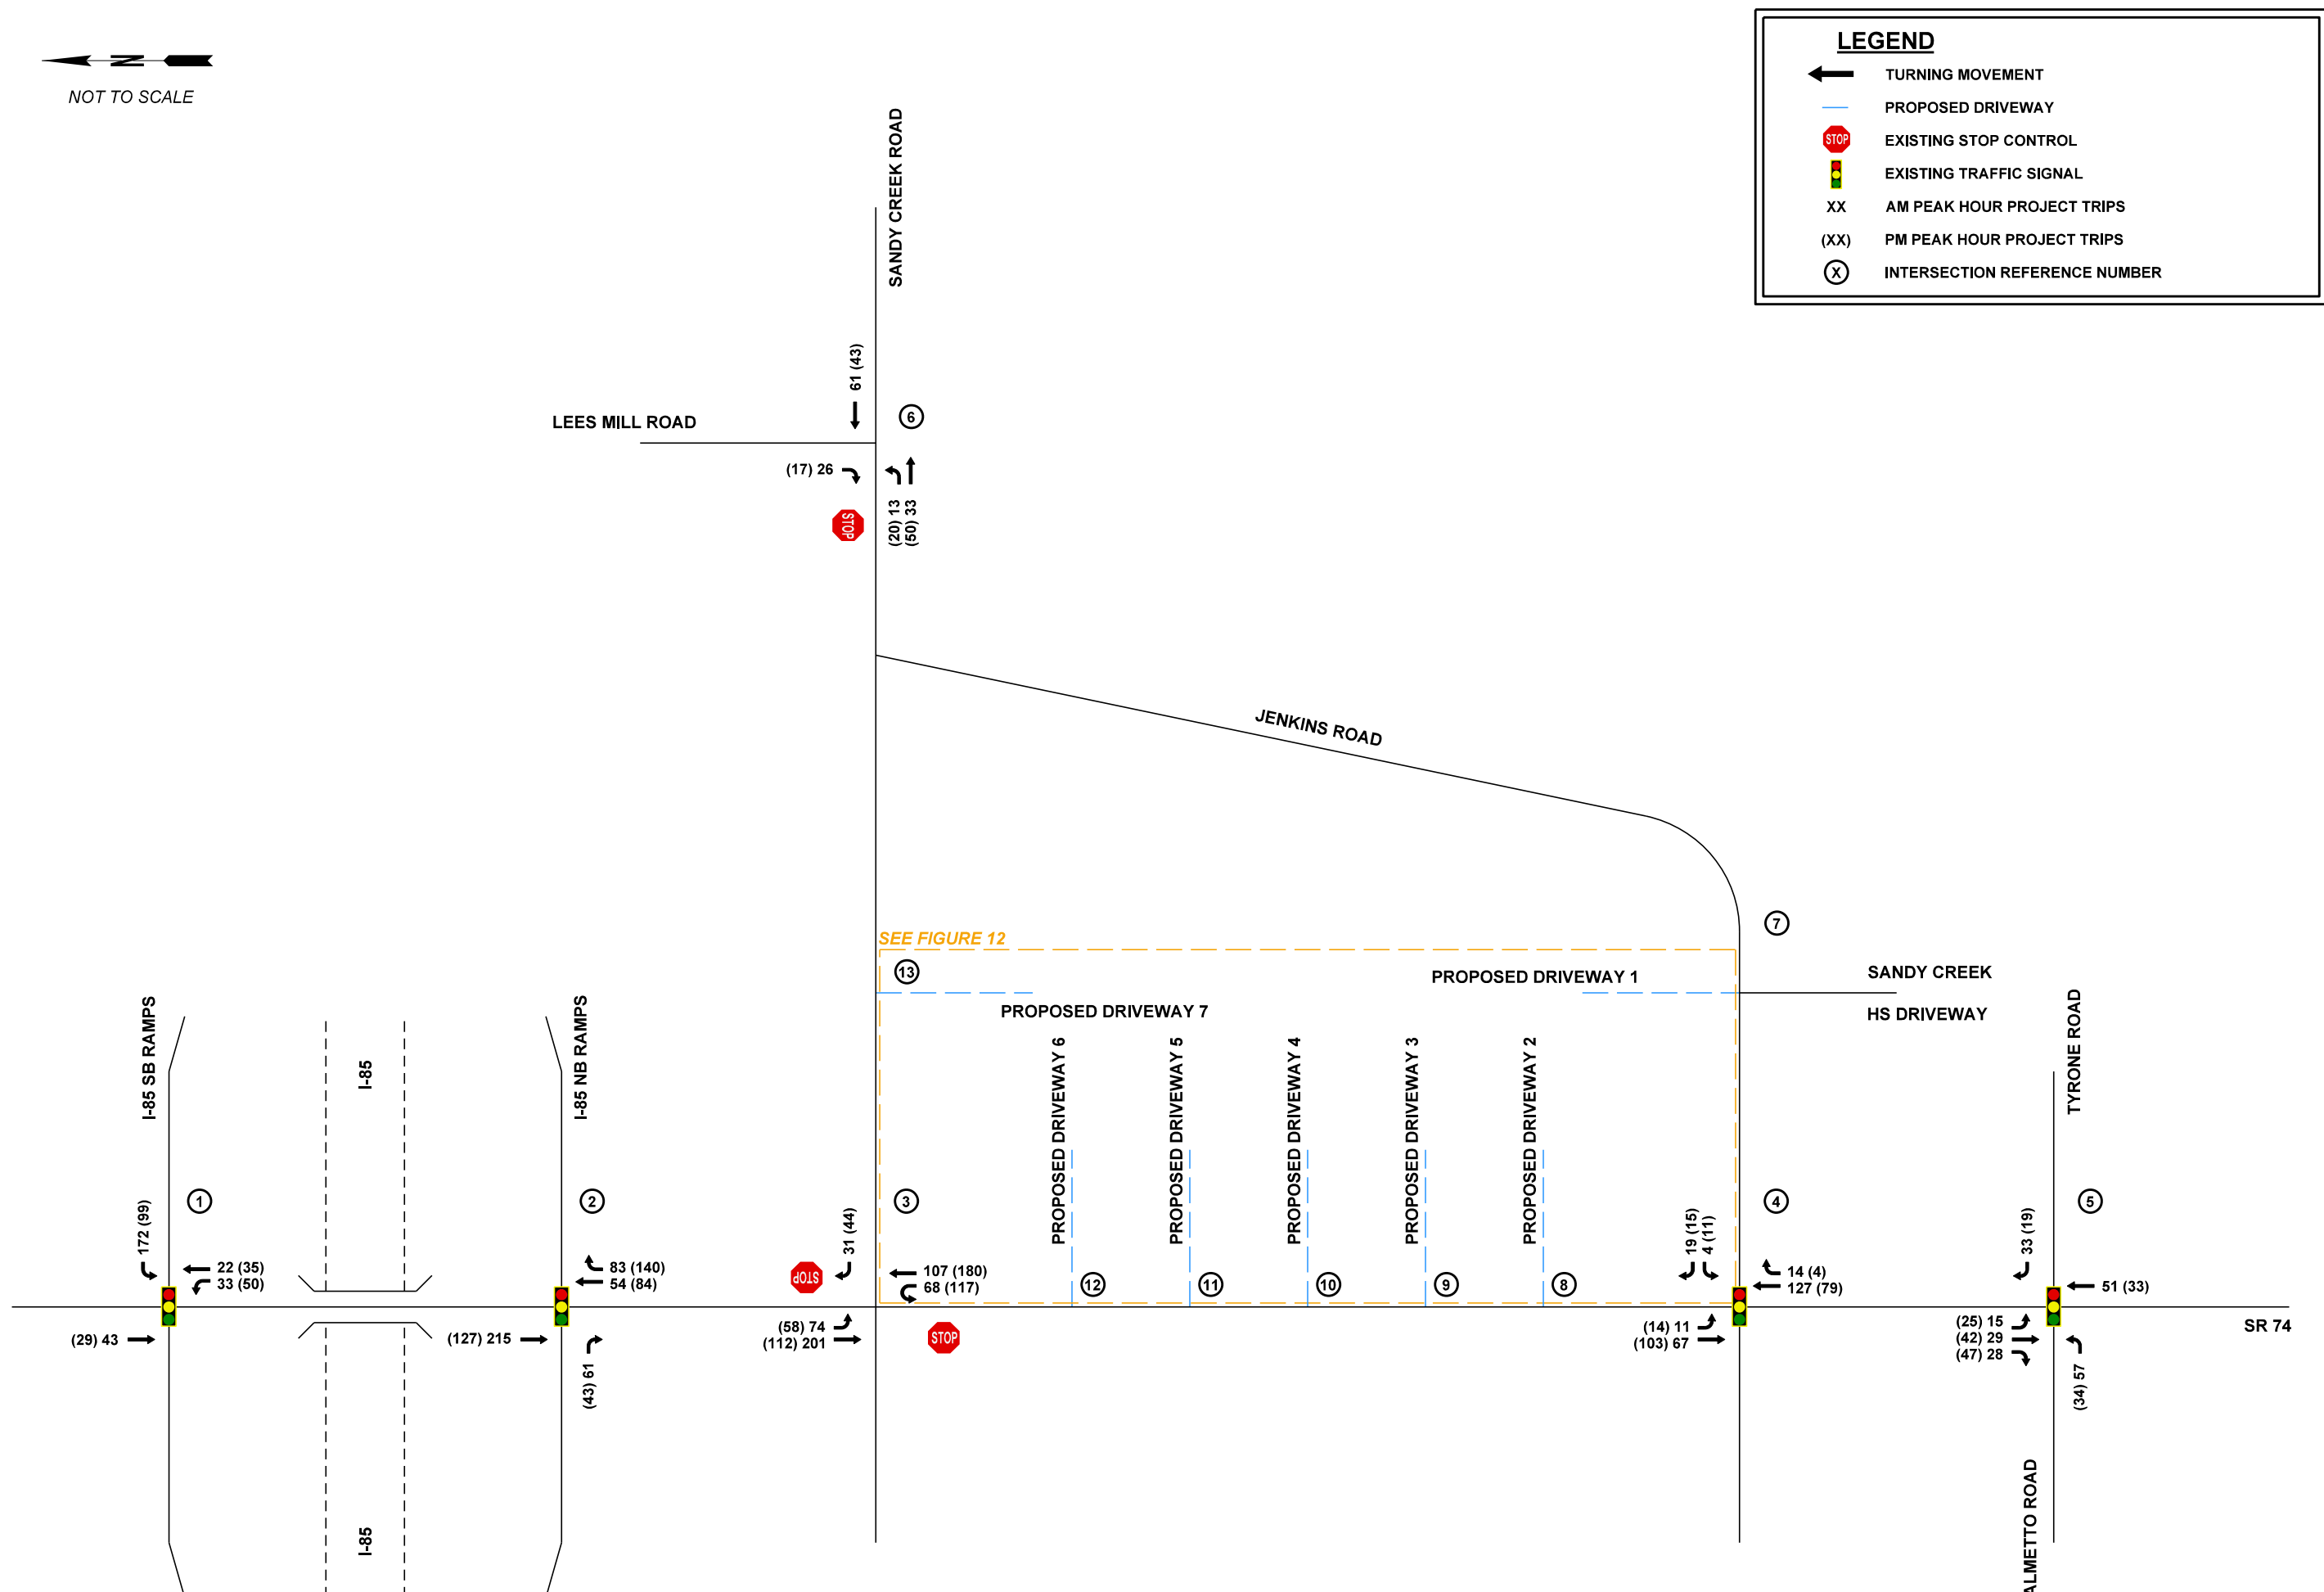 N
NOT TO SCALE
LEGEND
TURNING MOVEMENT
PROPOSED DRIVEWAY
STOP
EXISTING STOP CONTROL
EXISTING TRAFFIC SIGNAL
XX
AM PEAK HOUR PROJECT TRIPS
(XX)
PM PEAK HOUR PROJECT TRIPS
X
INTERSECTION REFERENCE NUMBER
SANDY CREEK ROAD
61 (43)
6
LEES MILL ROAD
(17) 26
STOP
(20) 13
(50) 33
JENKINS ROAD
7
SEE FIGURE 12
13
PROPOSED DRIVEWAY 1
SANDY CREEK
HS DRIVEWAY
PROPOSED DRIVEWAY 7
I-85 SB RAMPS
I-85
I-85 NB RAMPS
PROPOSED DRIVEWAY 6
PROPOSED DRIVEWAY 5
PROPOSED DRIVEWAY 4
PROPOSED DRIVEWAY 3
PROPOSED DRIVEWAY 2
TYRONE ROAD
1
2
3
4
5
172 (99)
22 (35)
33 (50)
83 (140)
54 (84)
STOP
31 (44)
107 (180)
68 (117)
12
11
10
9
8
19 (15)
4 (11)
14 (4)
127 (79)
33 (19)
51 (33)
SR 74
(29) 43
(127) 215
(43) 61
(58) 74
(112) 201
STOP
(14) 11
(103) 67
(25) 15
(42) 29
(47) 28
(34) 57
I-85
ALMETTO ROAD